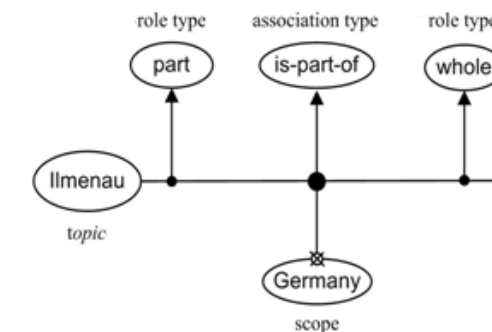 role type
association type
role type
part
is-part-of
whole
Ilmenau
topic
Germany
scope